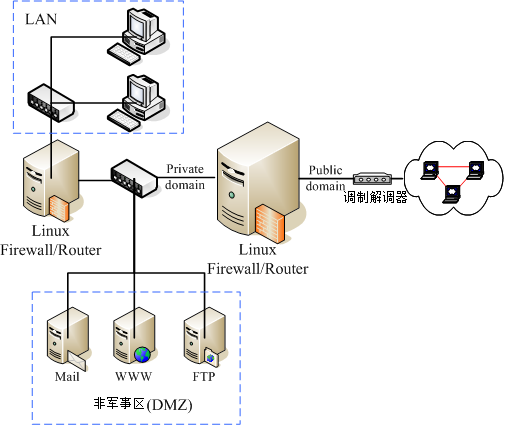 LAN
Private
domain
Public
domain
调制解调器
Linux
Firewall/Router
Linux
Firewall/Router
Mail
WWW
FTP
非军事区(DMZ)